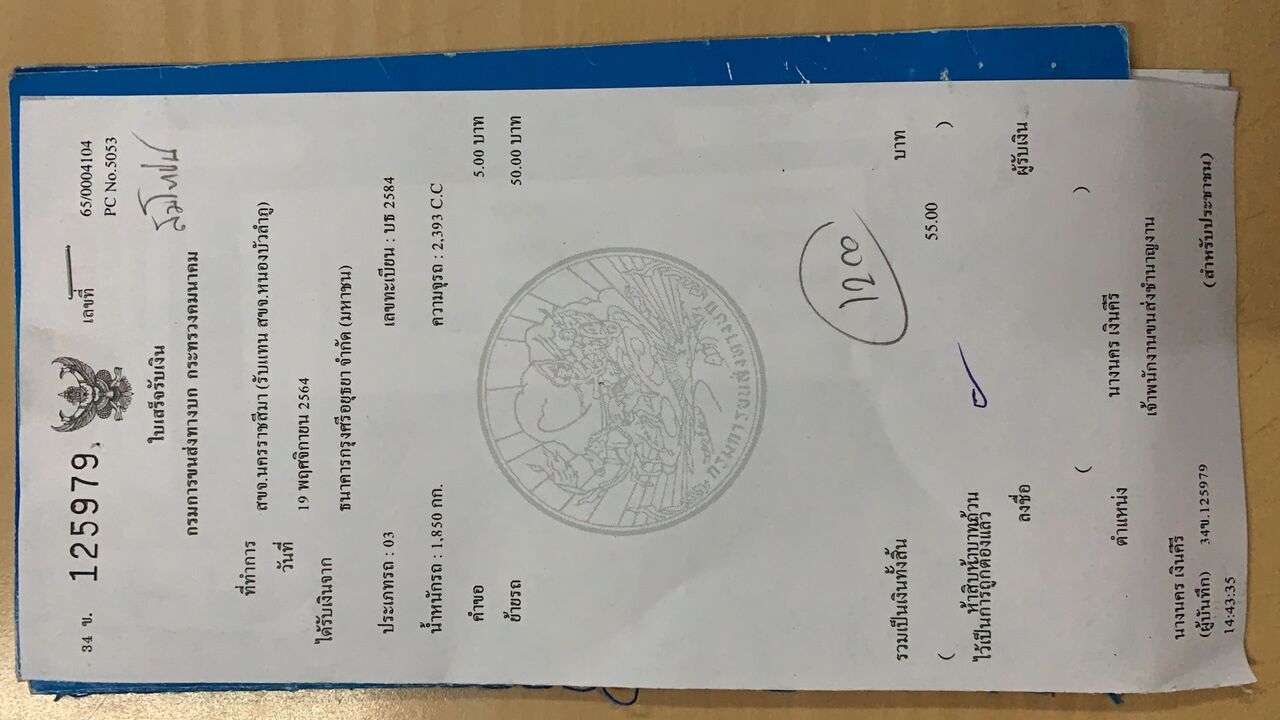 34 ข. 125979 เลขที่ 65/0004104
PC No.5053
ใบเสร็จรับเงิน
กรมการขนส่งทางบก กระทรวงคมนาคม
ที่ทำการ สขจ.นครราชสีมา (รับแทน สขจ.หนองบัวลำภู)
วันที่ 19 พฤศจิกายน 2564
ได้รับเงินจาก ธนาคารกรุงศรีอยุธยา จำกัด (มหาชน)
ประเภทรถ : 03 เลขทะเบียน : บธ 2584
น้ำหนักรถ : 1,850 กก. ความจุรถ : 2,393 C.C
คำขอ 5.00 บาท
ย้ายรถ 50.00 บาท
กรมการขนส่งทางบก
1200
รวมเป็นเงินทั้งสิ้น 55.00 บาท
( ห้าสิบห้าบาทถ้วน )
ไว้เป็นการถูกต้องแล้ว
ลงชื่อ ผู้รับเงิน
( นางนคร เงินคีรี )
ตำแหน่ง เจ้าพนักงานขนส่งชำนาญงาน
นางนคร เงินคีรี
(ผู้บันทึก) 34ข.125979 (สำหรับประชาชน)
14:43:35